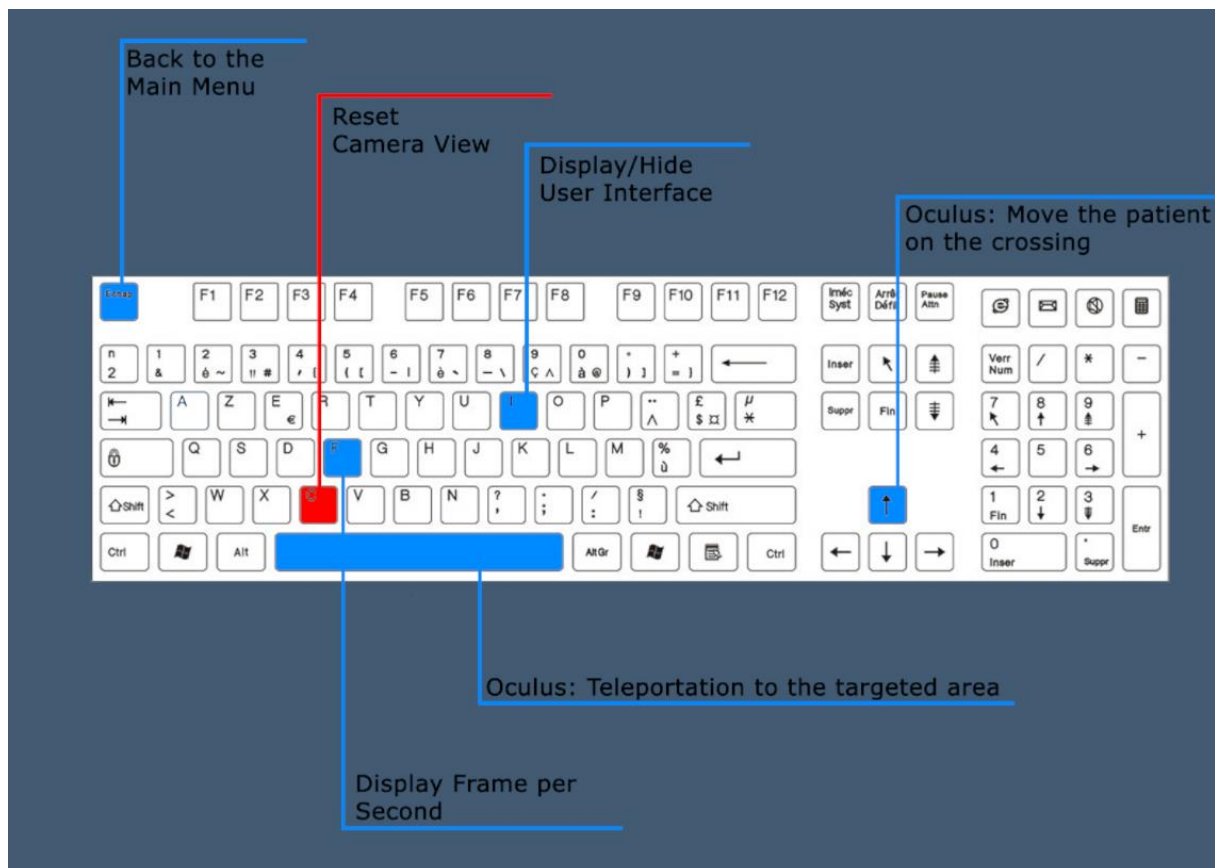 Back to the
Main Menu
Reset
Camera View
Display/Hide
User Interface
Oculus: Move the patient
on the crossing
Echap F1 F2 F3 F4 F5 F6 F7 F8 F9 F10 F11 F12 Syst Arrê Défil Pause Attn
2 1 & 2 é ~ 3 # 4 ' { 5 ( [ 6 - | 7 è 8 _ \ 9 ç ^ 0 à @ ° ) ] + = } Inser Verr Num / * -
A Z E € R T Y U I O P ¨ ^ £ $ ¤ µ * Suppr Fin 7 8 9 +
Q S D F G H J K L M % ù 4 5 6
Shift > < W X C V B N ? , . ; / : § ! Shift ↑ 1 Fin 2 3 Entr
Ctrl Alt Alt Gr Ctrl ← ↓ → 0 Inser . Suppr
Oculus: Teleportation to the targeted area
Display Frame per
Second